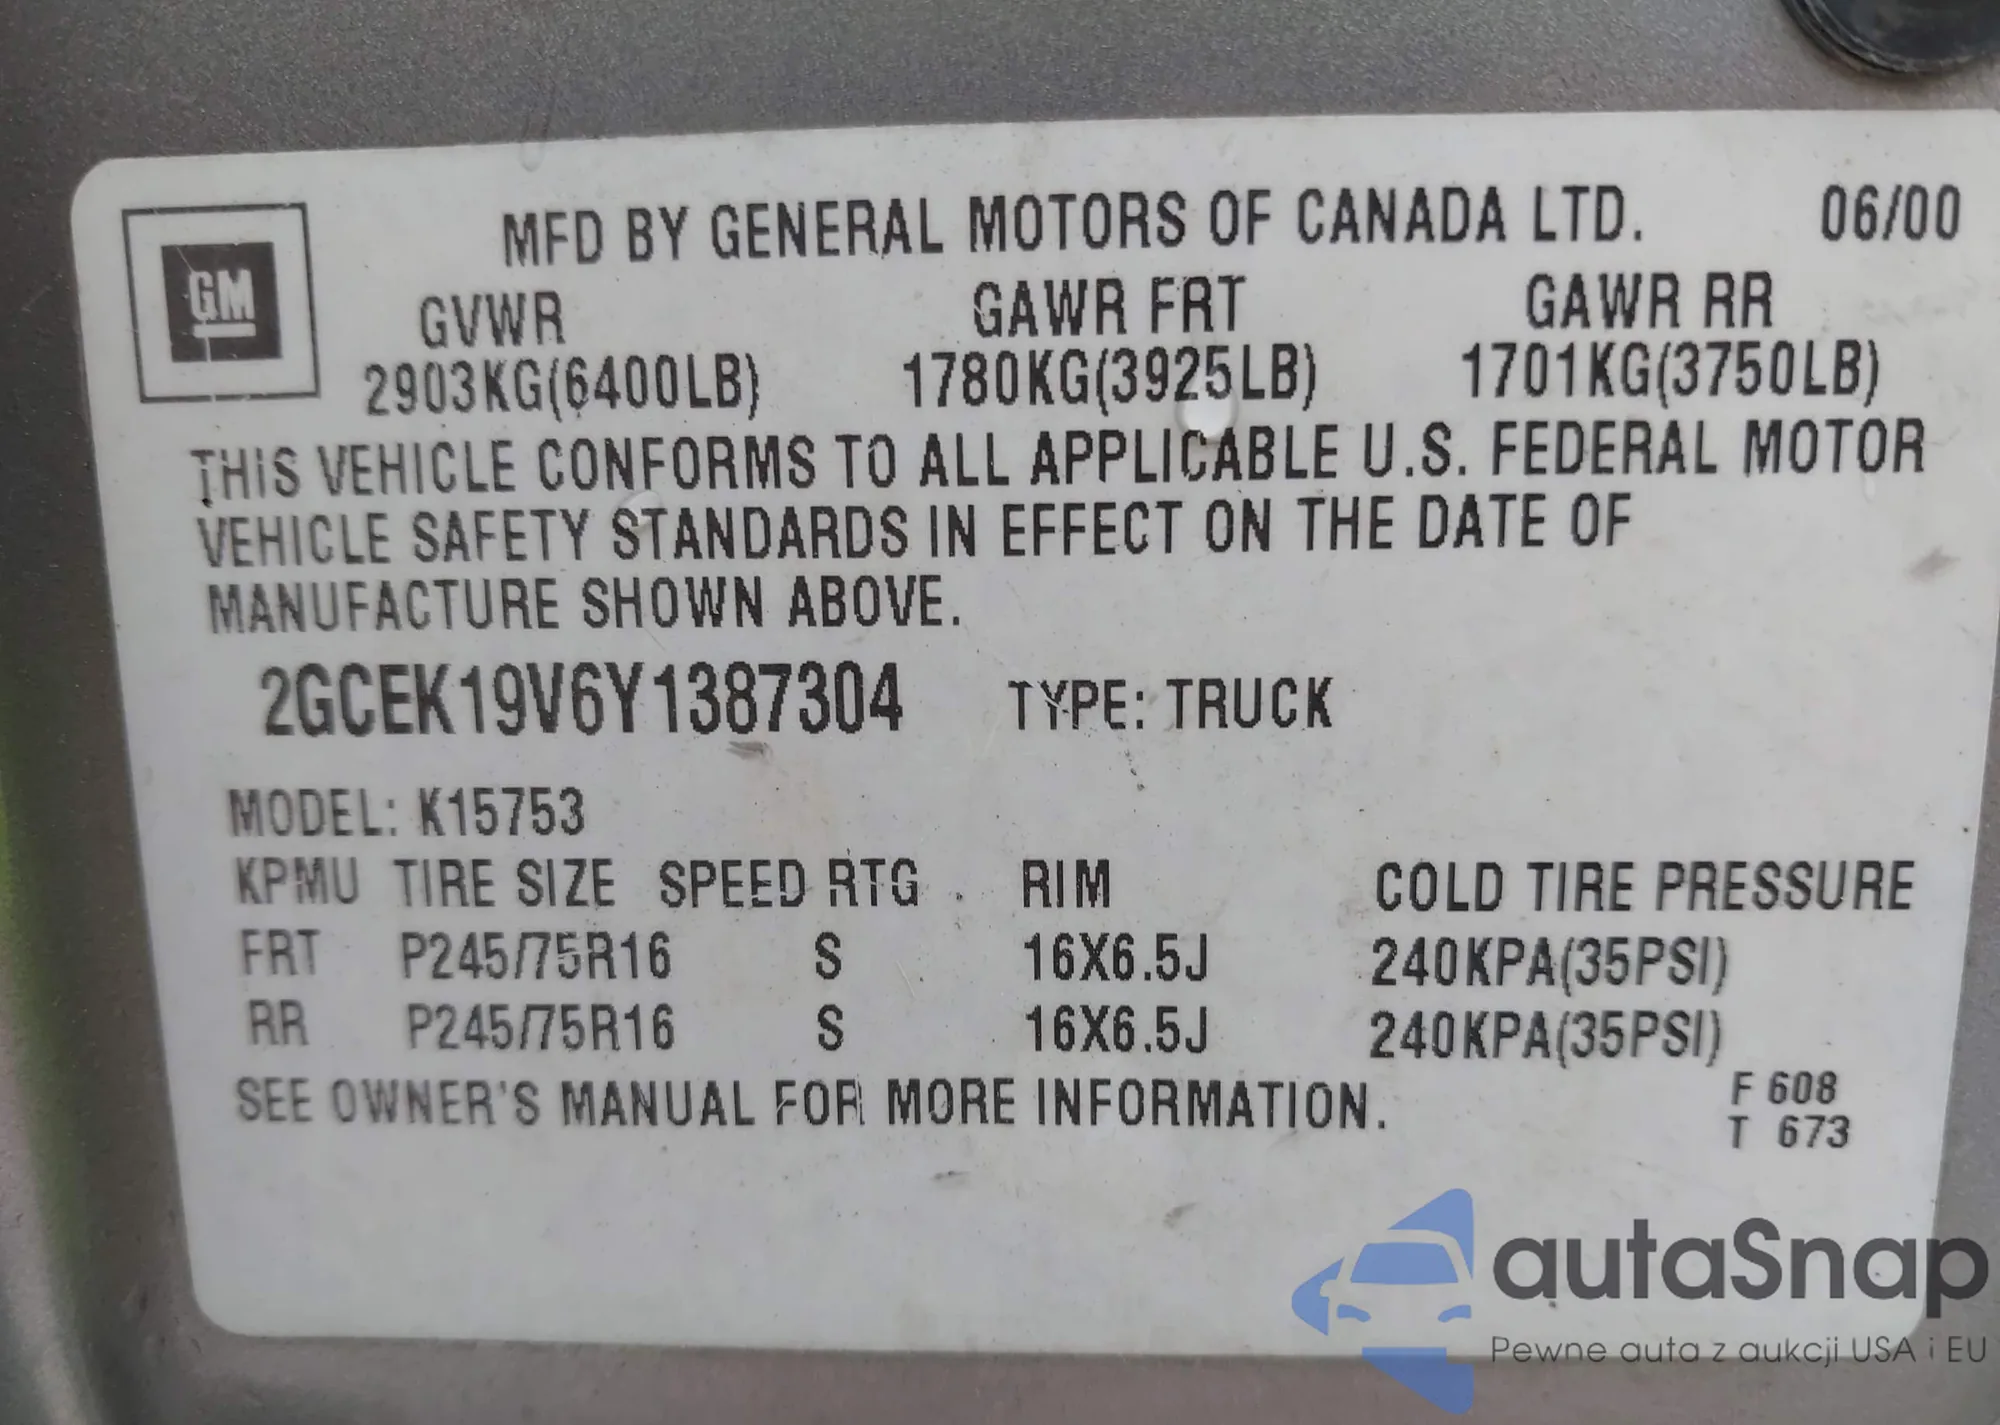 GM
MFD BY GENERAL MOTORS OF CANADA LTD. 06/00
GVWR GAWR FRT GAWR RR
2903KG(6400LB) 1780KG(3925LB) 1701KG(3750LB)
THIS VEHICLE CONFORMS TO ALL APPLICABLE U.S. FEDERAL MOTOR
VEHICLE SAFETY STANDARDS IN EFFECT ON THE DATE OF
MANUFACTURE SHOWN ABOVE.
2GCEK19V6Y1387304 TYPE: TRUCK
MODEL: K15753
KPMU TIRE SIZE SPEED RTG RIM COLD TIRE PRESSURE
FRT P245/75R16 S 16X6.5J 240KPA(35PSI)
RR P245/75R16 S 16X6.5J 240KPA(35PSI)
SEE OWNER'S MANUAL FOR MORE INFORMATION.
F 608
T 673
autaSnap
Pewne auta z aukcji USA i EU